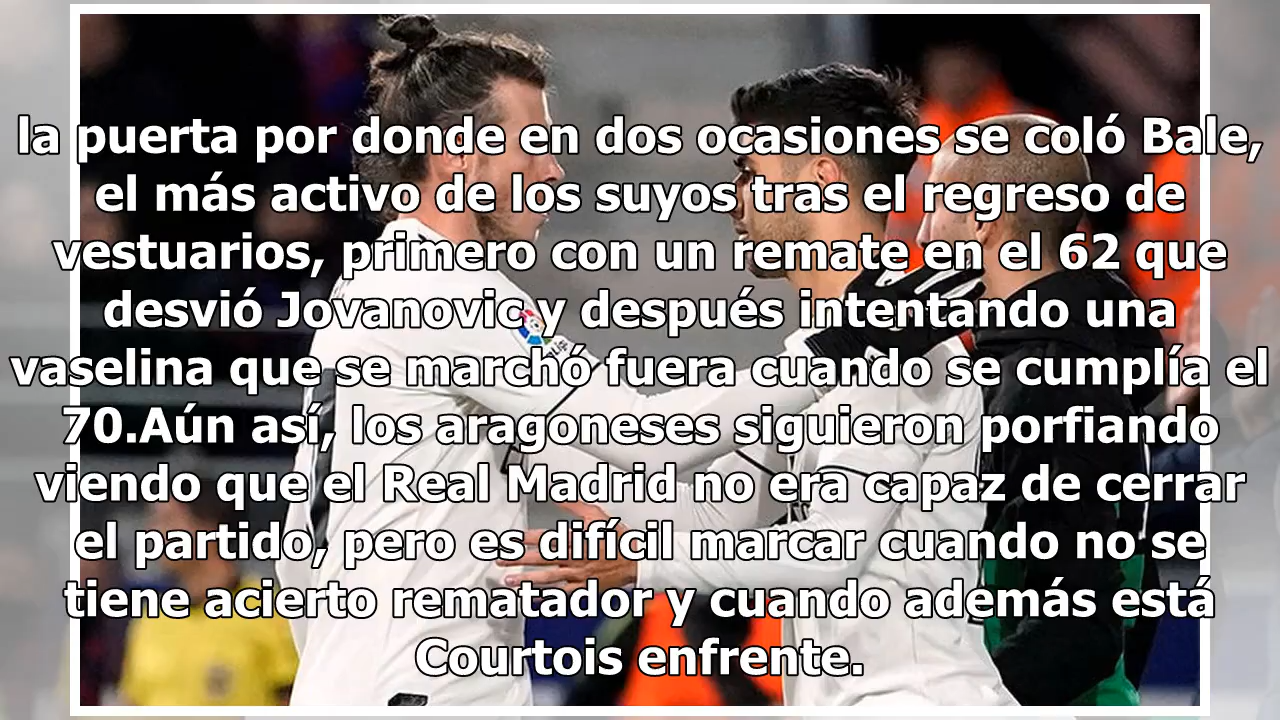 la puerta por donde en dos ocasiones se coló Bale,
el más activo de los suyos tras el regreso de
vestuarios, primero con un remate en el 62 que
desvió Jovanovic y después intentando una
vaselina que se marchó fuera cuando se cumplía el
70.Aún así, los aragoneses siguieron porfiando
viendo que el Real Madrid no era capaz de cerrar
el partido, pero es difícil marcar cuando no se
tiene acierto rematador y cuando además está
Courtois enfrente.